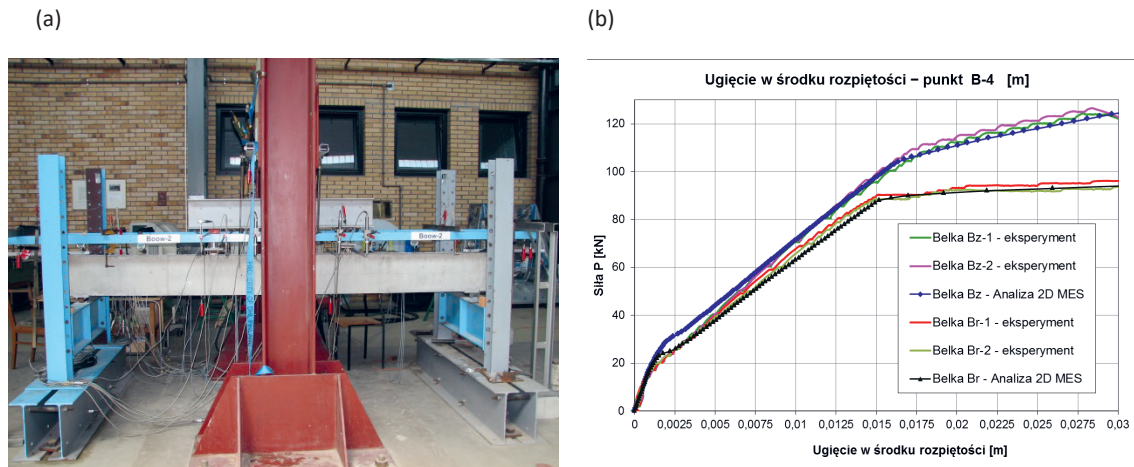 (a)
(b)
Boow-2
Boow-2
Ugięcie w środku rozpiętości – punkt B-4 [m]
Siła P [kN]
120
100
80
60
40
20
0
0 0,0025 0,005 0,0075 0,01 0,0125 0,015 0,0175 0,02 0,0225 0,025 0,0275 0,03
Ugięcie w środku rozpiętości [m]
Belka Bz-1 - eksperyment
Belka Bz-2 - eksperyment
Belka Bz - Analiza 2D MES
Belka Br-1 - eksperyment
Belka Br-2 - eksperyment
Belka Br - Analiza 2D MES